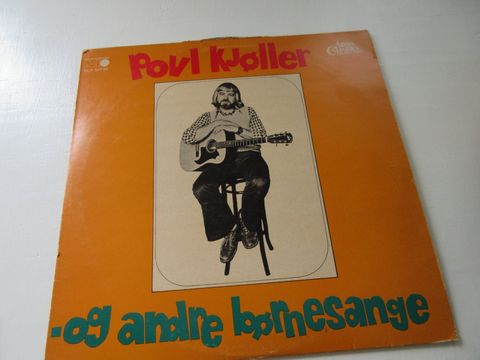 Povl Kjøller
-og andre børnesange